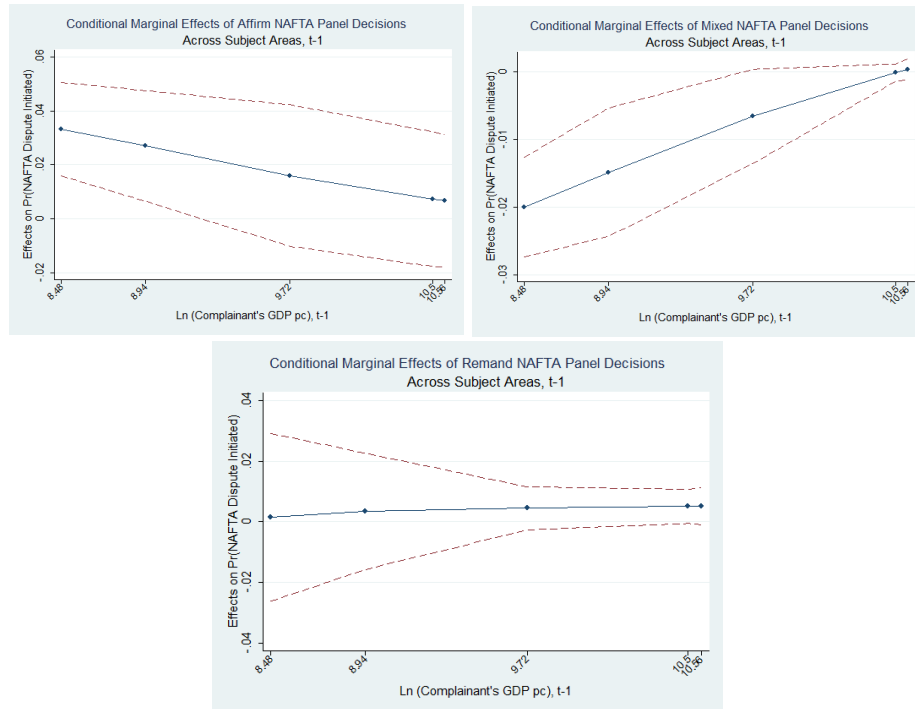 Conditional Marginal Effects of Affirm NAFTA Panel Decisions
Across Subject Areas, t-1
Effects on Pr(NAFTA Dispute Initiated)
.06
.04
.02
0
-.02
8.48
8.94
9.72
10.5
10.56
Ln (Complainant's GDP pc), t-1
Conditional Marginal Effects of Mixed NAFTA Panel Decisions
Across Subject Areas, t-1
Effects on Pr(NAFTA Dispute Initiated)
0
-.01
-.02
-.03
8.48
8.94
9.72
10.5
10.56
Ln (Complainant's GDP pc), t-1
Conditional Marginal Effects of Remand NAFTA Panel Decisions
Across Subject Areas, t-1
Effects on Pr(NAFTA Dispute Initiated)
.04
.02
0
-.02
-.04
8.48
8.94
9.72
10.5
10.56
Ln (Complainant's GDP pc), t-1